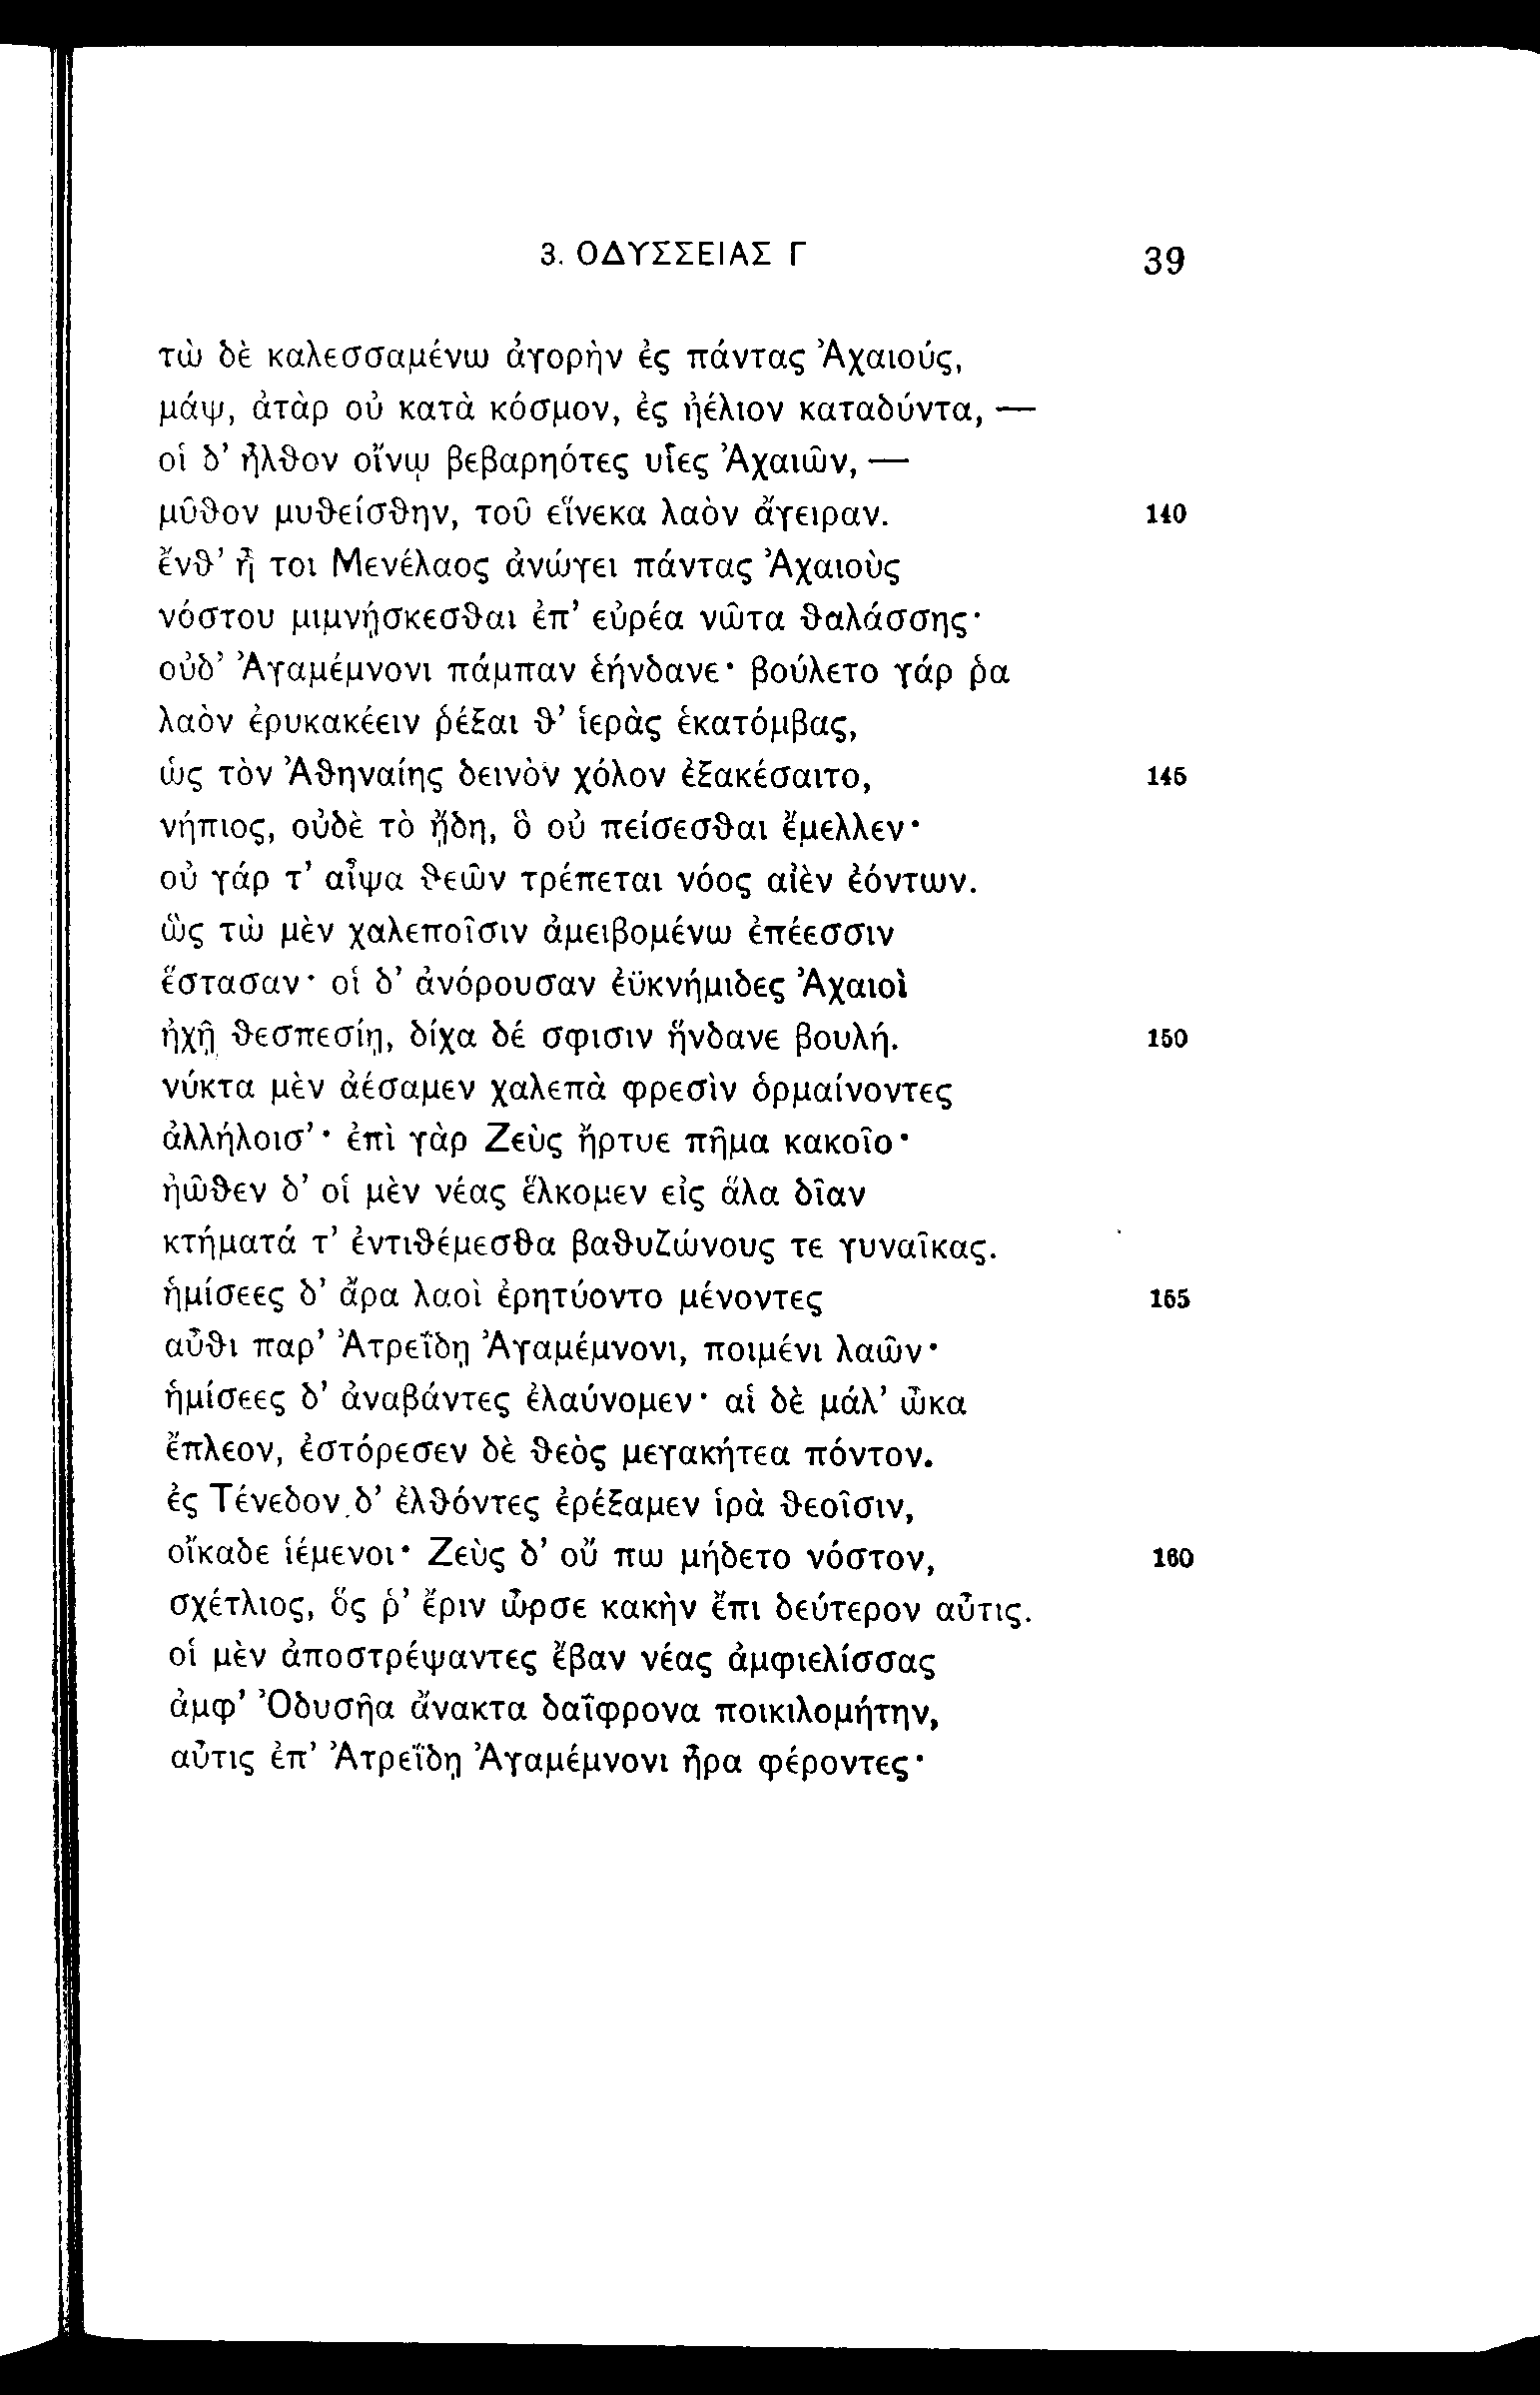 3. ΟΔΥΣΣΕΙΑΣ Γ 39
τὼ δὲ καλεσσαμένω ἀγορὴν ἐς πάντας Ἀχαιούς,
μάψ, ἀτὰρ οὐ κατὰ κόσμον, ἐς ἠέλιον καταδύντα, —
οἱ δ’ ἦλθον οἴνῳ βεβαρηότες υἷες Ἀχαιῶν, —
μῦθον μυθείσθην, τοῦ εἵνεκα λαὸν ἄγειραν. 140
ἔνθ’ ἦ τοι Μενέλαος ἀνώγει πάντας Ἀχαιοὺς
νόστου μιμνῄσκεσθαι ἐπ’ εὐρέα νῶτα θαλάσσης·
οὐδ’ Ἀγαμέμνονι πάμπαν ἑήνδανε· βούλετο γάρ ῥα
λαὸν ἐρυκακέειν ῥέξαι θ’ ἱερὰς ἑκατόμβας,
ὡς τὸν Ἀθηναίης δεινὸν χόλον ἐξακέσαιτο, 145
νήπιος, οὐδὲ τὸ ᾔδη, ὃ οὐ πείσεσθαι ἔμελλεν·
οὐ γάρ τ’ αἶψα θεῶν τρέπεται νόος αἰὲν ἐόντων.
ὣς τὼ μὲν χαλεποῖσιν ἀμειβομένω ἐπέεσσιν
ἕστασαν· οἱ δ’ ἀνόρουσαν ἐϋκνήμιδες Ἀχαιοὶ
ἠχῇ θεσπεσίῃ, δίχα δέ σφισιν ἥνδανε βουλή. 150
νύκτα μὲν ἀέσαμεν χαλεπὰ φρεσὶν ὁρμαίνοντες
ἀλλήλοισ’· ἐπὶ γὰρ Ζεὺς ἤρτυε πῆμα κακοῖο·
ἠῶθεν δ’ οἱ μὲν νέας ἕλκομεν εἰς ἅλα δῖαν
κτήματά τ’ ἐντιθέμεσθα βαθυζώνους τε γυναῖκας.
ἡμίσεες δ’ ἄρα λαοὶ ἐρητύοντο μένοντες 155
αὖθι παρ’ Ἀτρεΐδῃ Ἀγαμέμνονι, ποιμένι λαῶν·
ἡμίσεες δ’ ἀναβάντες ἐλαύνομεν· αἱ δὲ μάλ’ ὦκα
ἔπλεον, ἐστόρεσεν δὲ θεὸς μεγακήτεα πόντον.
ἐς Τένεδον δ’ ἐλθόντες ἐρέξαμεν ἱρὰ θεοῖσιν,
οἴκαδε ἱέμενοι· Ζεὺς δ’ οὔ πω μήδετο νόστον, 160
σχέτλιος, ὅς ῥ’ ἔριν ὦρσε κακὴν ἔπι δεύτερον αὖτις.
οἱ μὲν ἀποστρέψαντες ἔβαν νέας ἀμφιελίσσας
ἀμφ’ Ὀδυσῆα ἄνακτα δαΐφρονα ποικιλομήτην,
αὖτις ἐπ’ Ἀτρεΐδῃ Ἀγαμέμνονι ἦρα φέροντες·